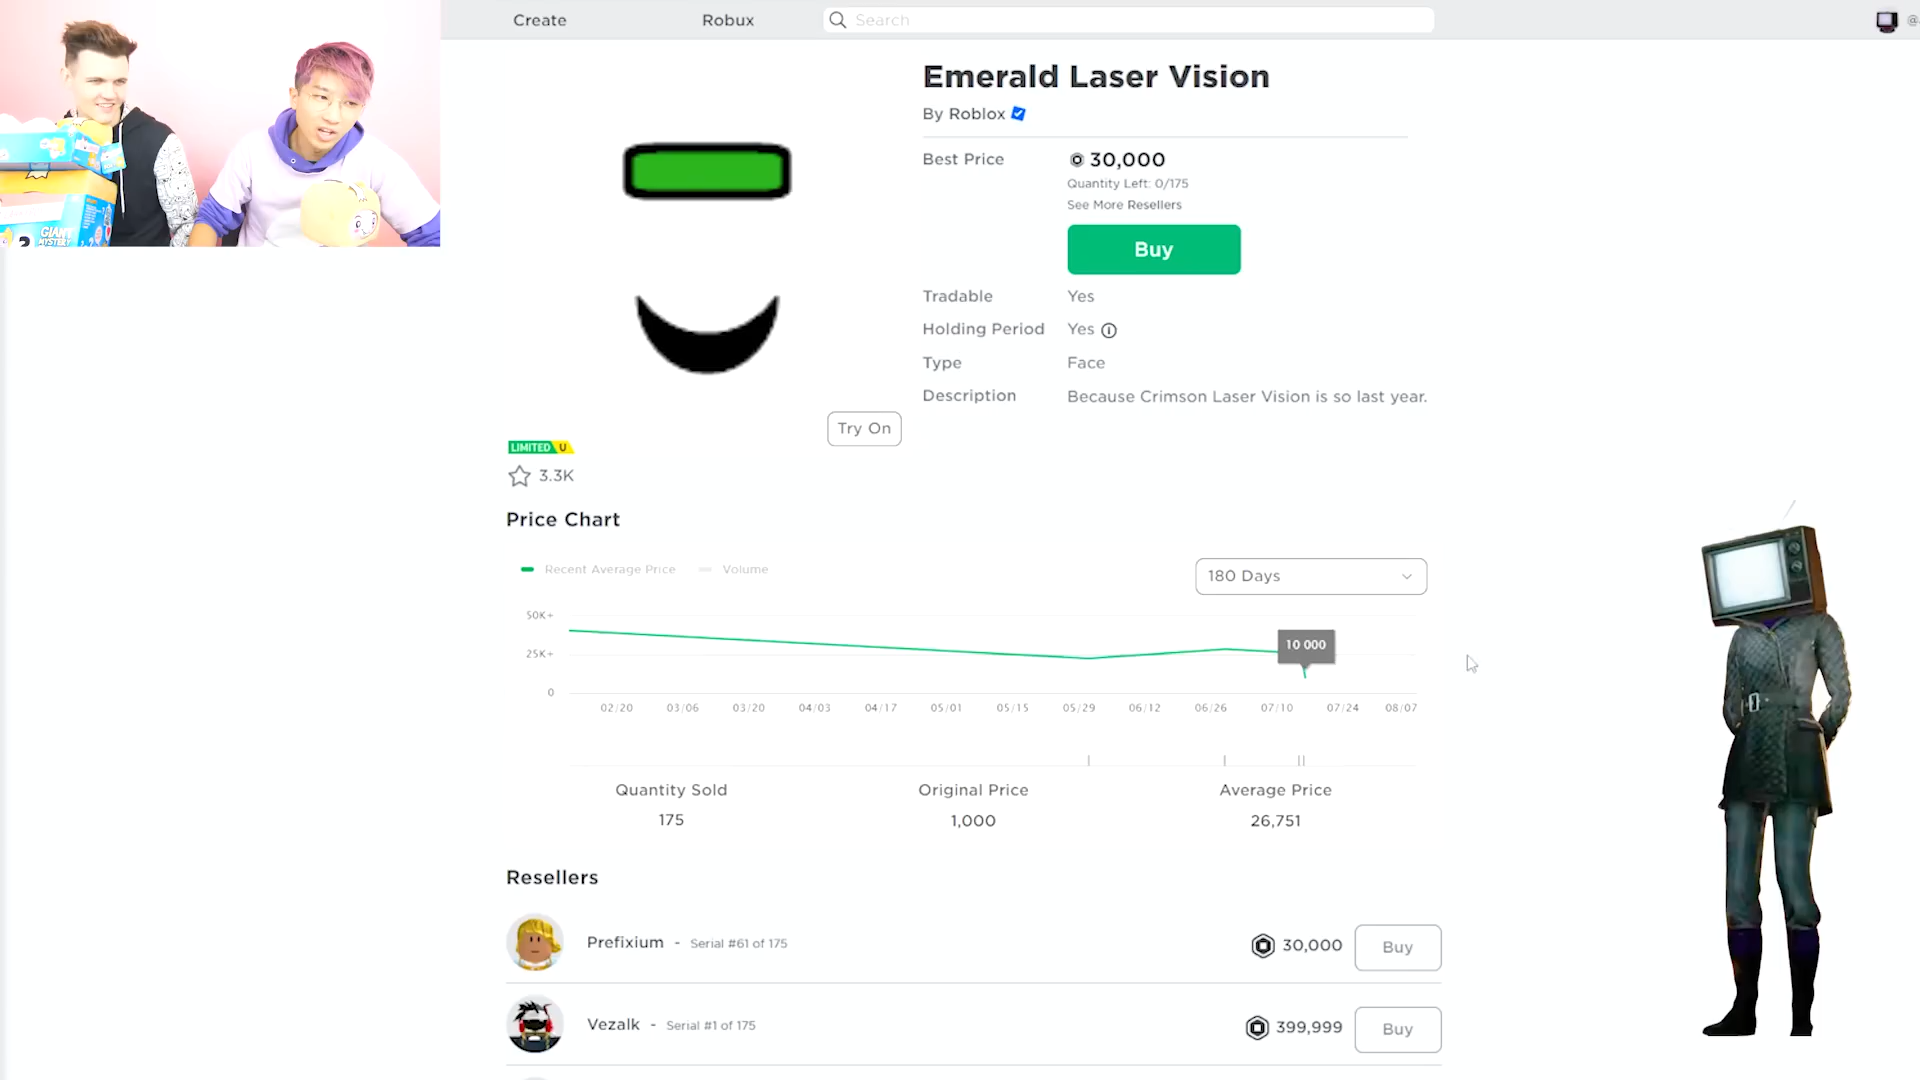 Create
Robux
Search
@
Emerald Laser Vision
By Roblox
Best Price
30,000
Quantity Left: 0/175
See More Resellers
Buy
Tradable
Yes
Holding Period
Yes
Type
Face
Description
Because Crimson Laser Vision is so last year.
Try On
LIMITED U
3.3K
Price Chart
Recent Average Price
Volume
180 Days
50K+
25K+
0
10 000
02/20 03/06 03/20 04/03 04/17 05/01 05/15 05/29 06/12 06/26 07/10 07/24 08/07
Quantity Sold
175
Original Price
1,000
Average Price
26,751
Resellers
Prefixium - Serial #61 of 175
30,000
Buy
Vezalk - Serial #1 of 175
399,999
Buy
GIANT
MYSTERY
2